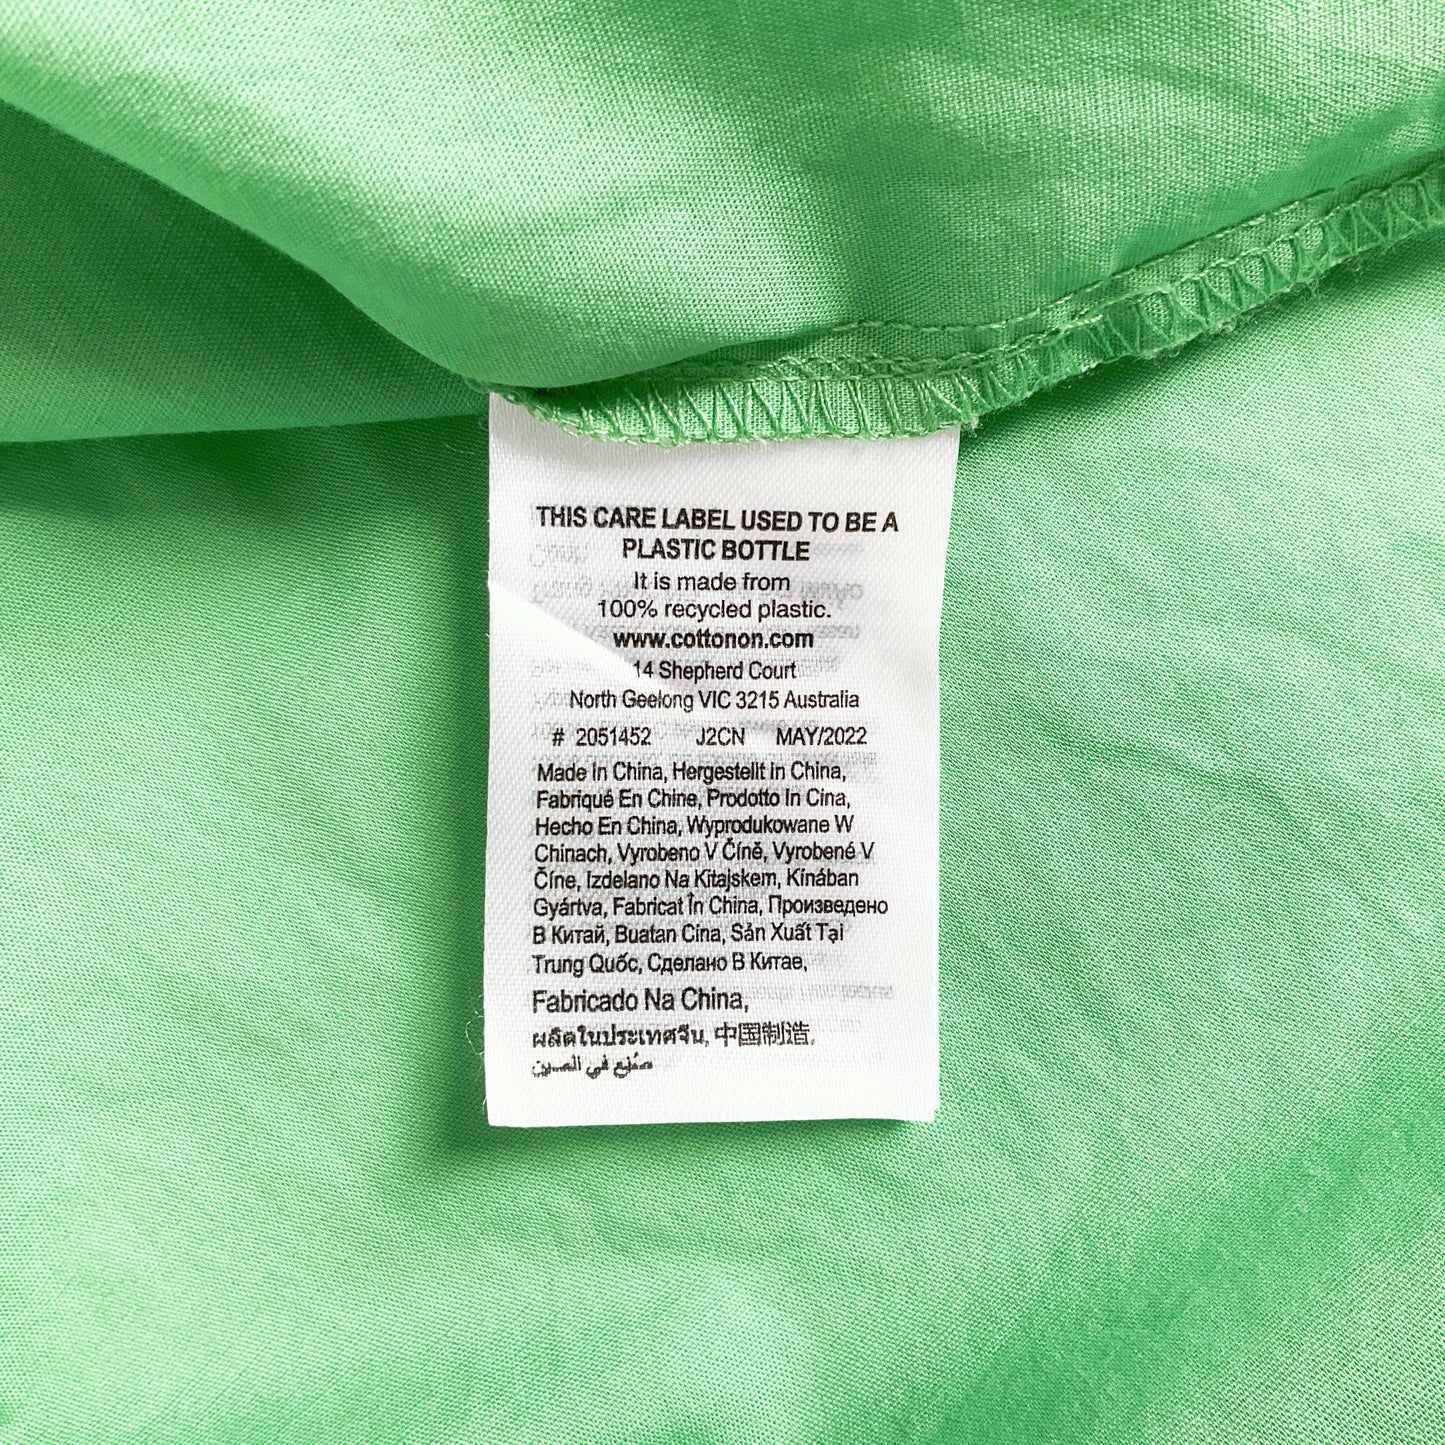 THIS CARE LABEL USED TO BE A
PLASTIC BOTTLE
It is made from
100% recycled plastic.
www.cottonon.com
14 Shepherd Court
North Geelong VIC 3215 Australia
# 2051452 J2CN MAY/2022
Made In China, Hergestellt in China,
Fabriqué En Chine, Prodotto In Cina,
Hecho En China, Wyprodukowane W
Chinach, Vyrobeno V Číně, Vyrobené V
Číne, Izdelano Na Kitajskem, Kínában
Gyártva, Fabricat În China, Произведено
В Китай, Buatan Cina, Sản Xuất Tại
Trung Quốc, Сделано В Китае,
Fabricado Na China,
ผลิตในประเทศจีน, 中国制造,
صُنع في الصين